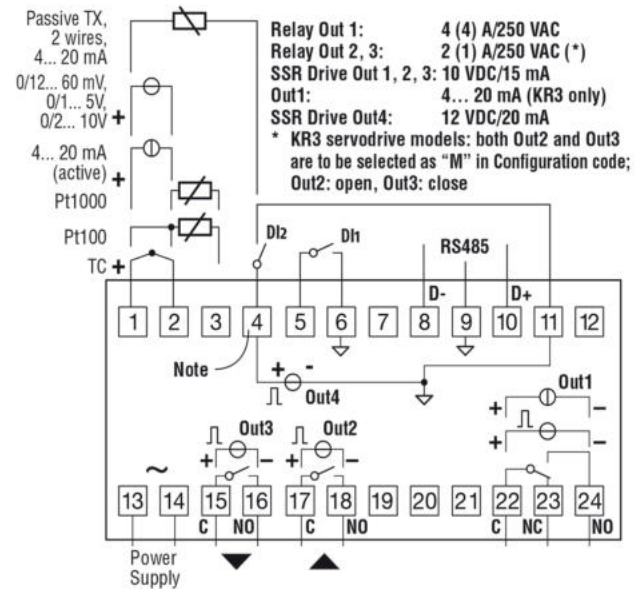 Passive TX,
2 wires,
4... 20 mA
0/12... 60 mV,
0/1... 5V,
0/2... 10V +
4... 20 mA
(active) +
Pt1000
Pt100
TC +
Relay Out 1: 4 (4) A/250 VAC
Relay Out 2, 3: 2 (1) A/250 VAC (*)
SSR Drive Out 1, 2, 3: 10 VDC/15 mA
Out1: 4... 20 mA (KR3 only)
SSR Drive Out4: 12 VDC/20 mA
* KR3 servodrive models: both Out2 and Out3
are to be selected as “M” in Configuration code;
Out2: open, Out3: close
DI2 DI1 RS485
D- D+
1 2 3 4 5 6 7 8 9 10 11 12
Note
+ -
Out4
Out1
+ –
+ –
Out3 Out2
+ – + –
~
13 14 15 16 17 18 19 20 21 22 23 24
C NO C NO C NC NO
Power
Supply